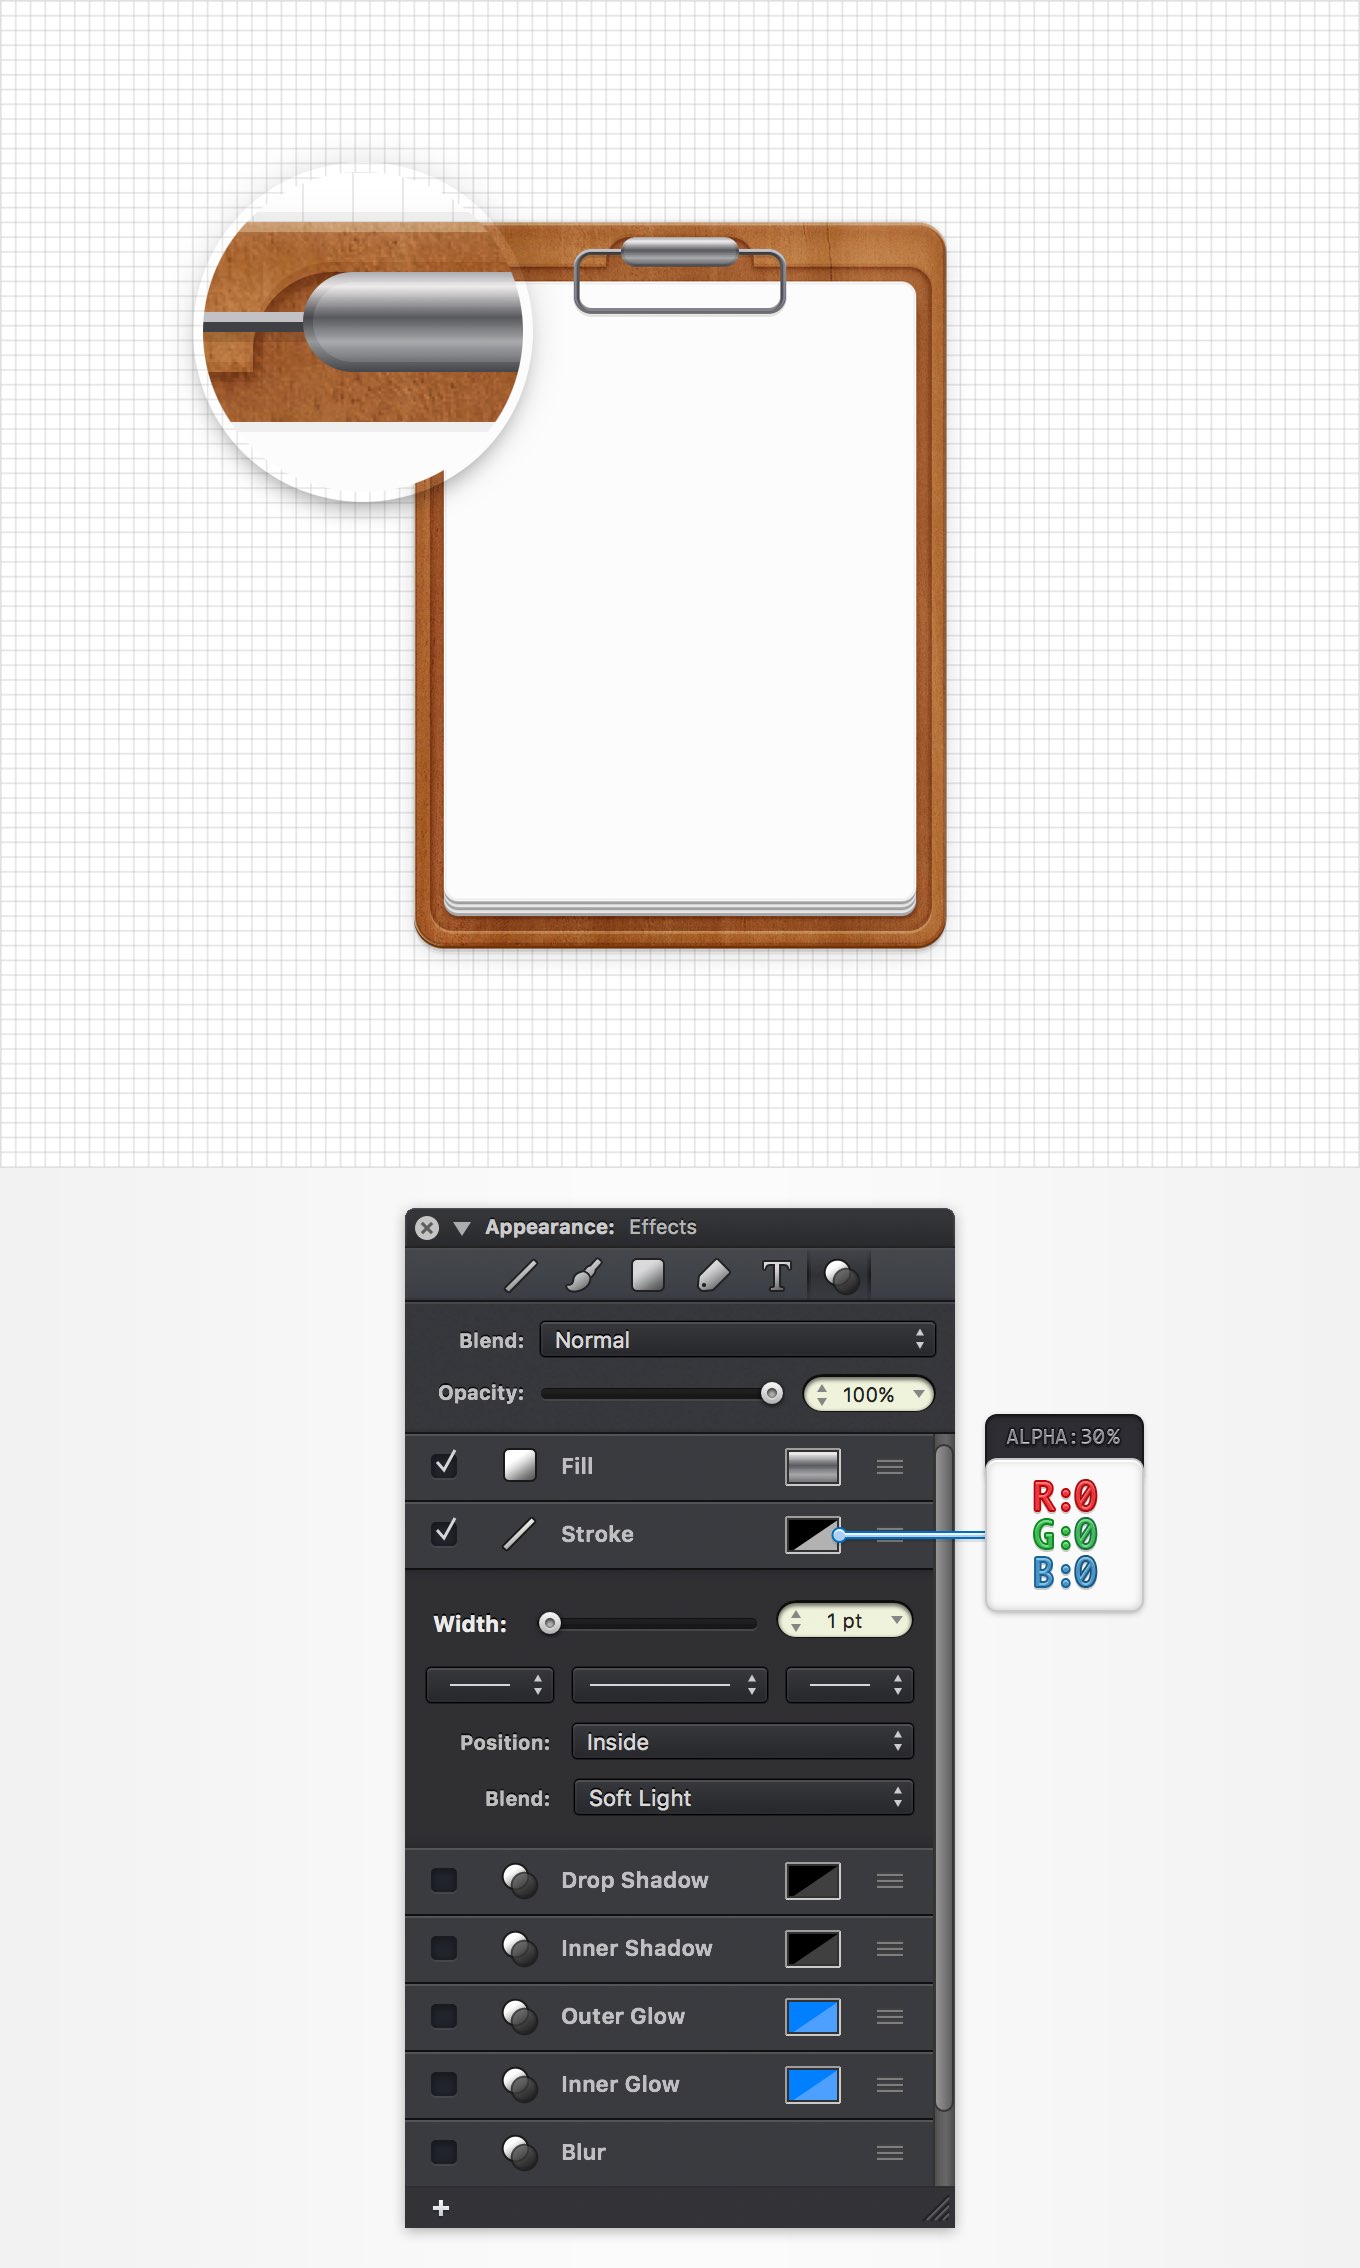 Appearance: Effects
T
Blend: Normal
Opacity: 100%
Fill
Stroke
ALPHA:30%
R:0
G:0
B:0
Width: 1 pt
Position: Inside
Blend: Soft Light
Drop Shadow
Inner Shadow
Outer Glow
Inner Glow
Blur